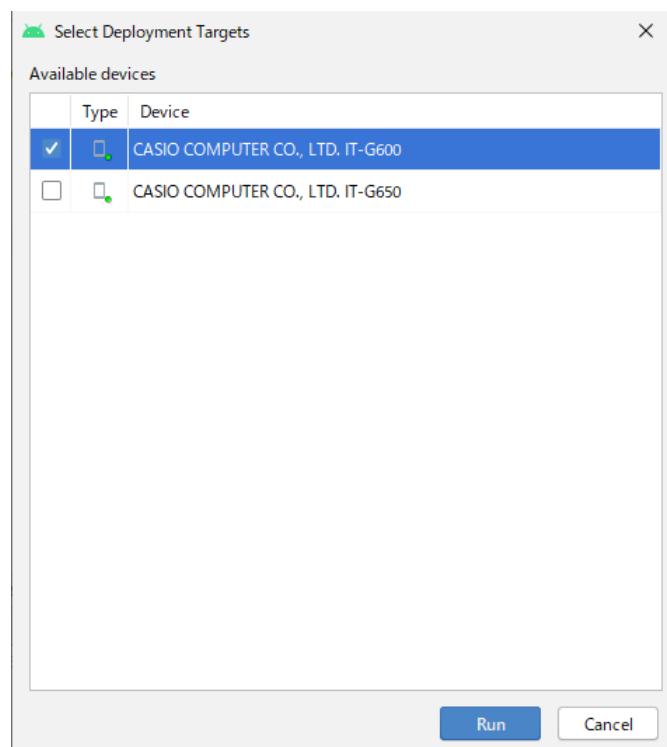 Select Deployment Targets
Available devices
Type Device
CASIO COMPUTER CO., LTD. IT-G600
CASIO COMPUTER CO., LTD. IT-G650
Run Cancel